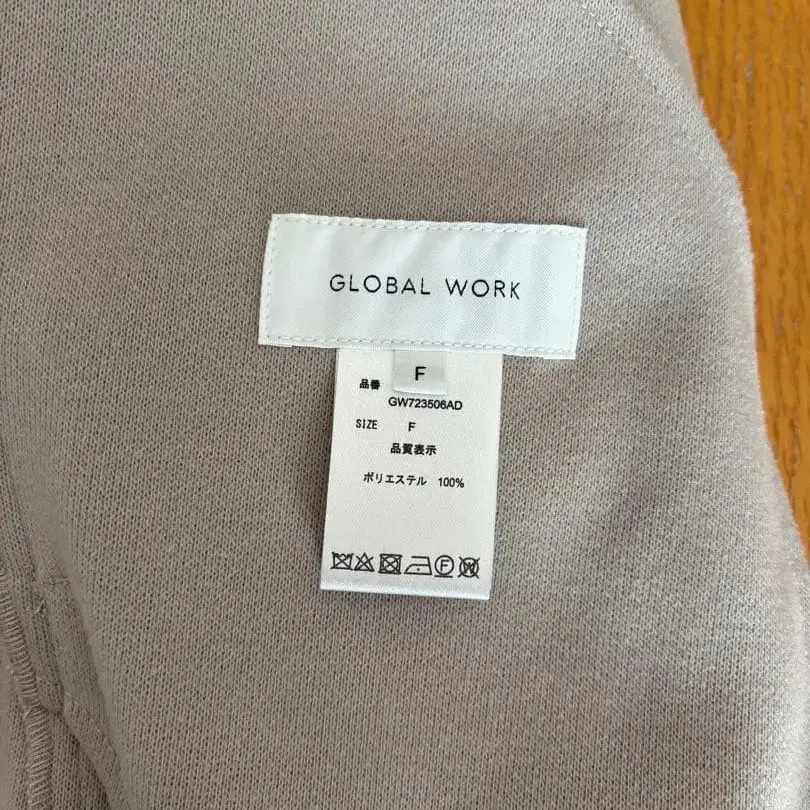 GLOBAL WORK
F
品番
GW723506AD
SIZE F
品質表示
ポリエステル 100%
F W